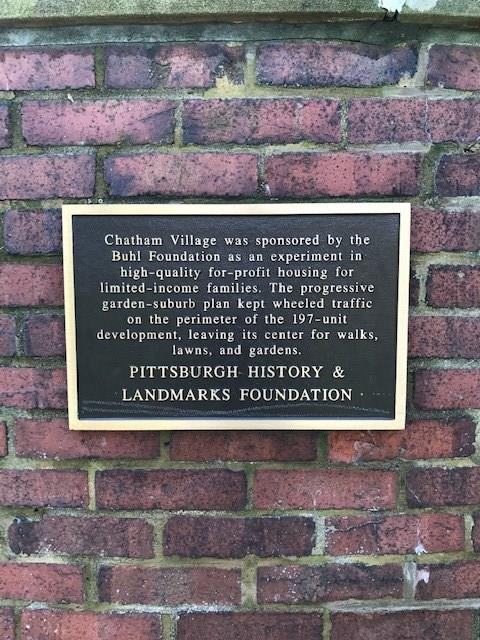 Chatham Village was sponsored by the
Buhl Foundation as an experiment in
high-quality for-profit housing for
limited-income families. The progressive
garden-suburb plan kept wheeled traffic
on the perimeter of the 197-unit
development, leaving its center for walks,
lawns, and gardens.
PITTSBURGH HISTORY &
LANDMARKS FOUNDATION